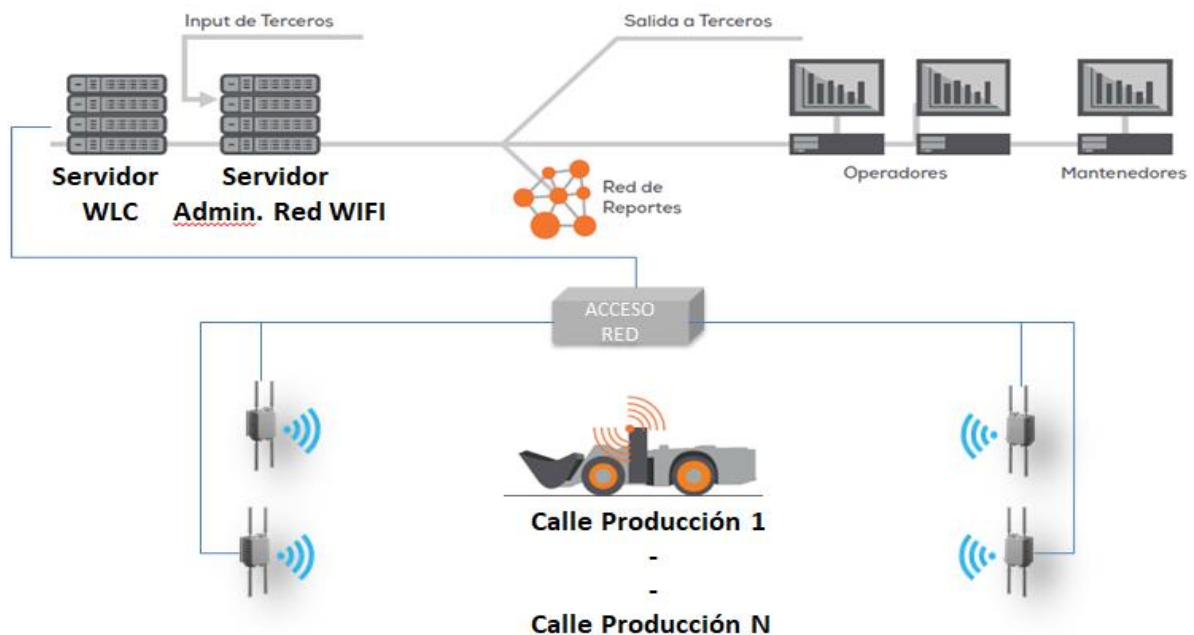 Input de Terceros
Salida a Terceros
Servidor
WLC
Servidor
Admin. Red WIFI
Red de
Reportes
Operadores
Mantenedores
ACCESO
RED
Calle Producción 1
-
-
Calle Producción N